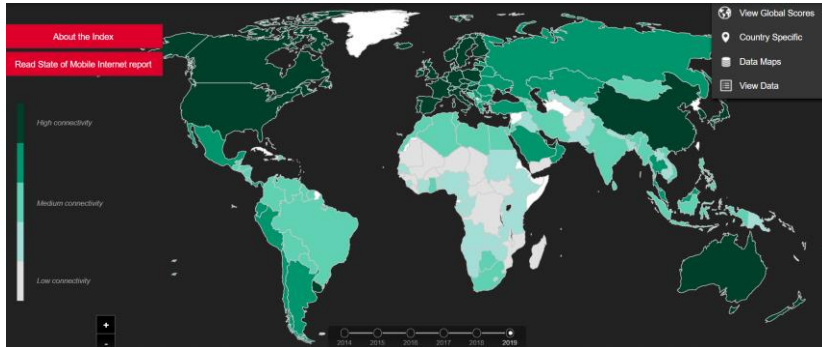 About the Index
Read State of Mobile Internet report
View Global Scores
Country Specific
Data Maps
View Data
High connectivity
Medium connectivity
Low connectivity
+
-
2014 2015 2016 2017 2018 2019